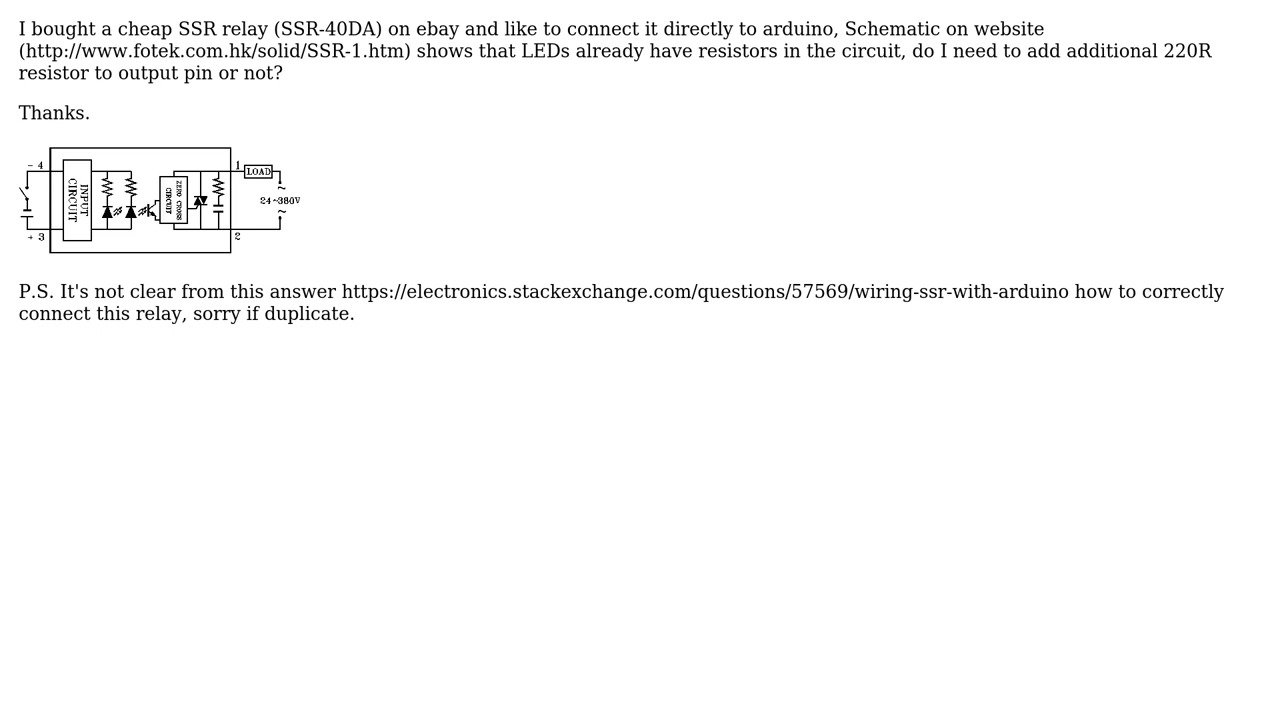 I bought a cheap SSR relay (SSR-40DA) on ebay and like to connect it directly to arduino, Schematic on website
(http://www.fotek.com.hk/solid/SSR-1.htm) shows that LEDs already have resistors in the circuit, do I need to add additional 220R
resistor to output pin or not?
Thanks.
- 4
+ 3
INPUT
CIRCUIT
ZERO CROSS
CIRCUIT
1
LOAD
~
24~380V
~
2
P.S. It's not clear from this answer https://electronics.stackexchange.com/questions/57569/wiring-ssr-with-arduino how to correctly
connect this relay, sorry if duplicate.